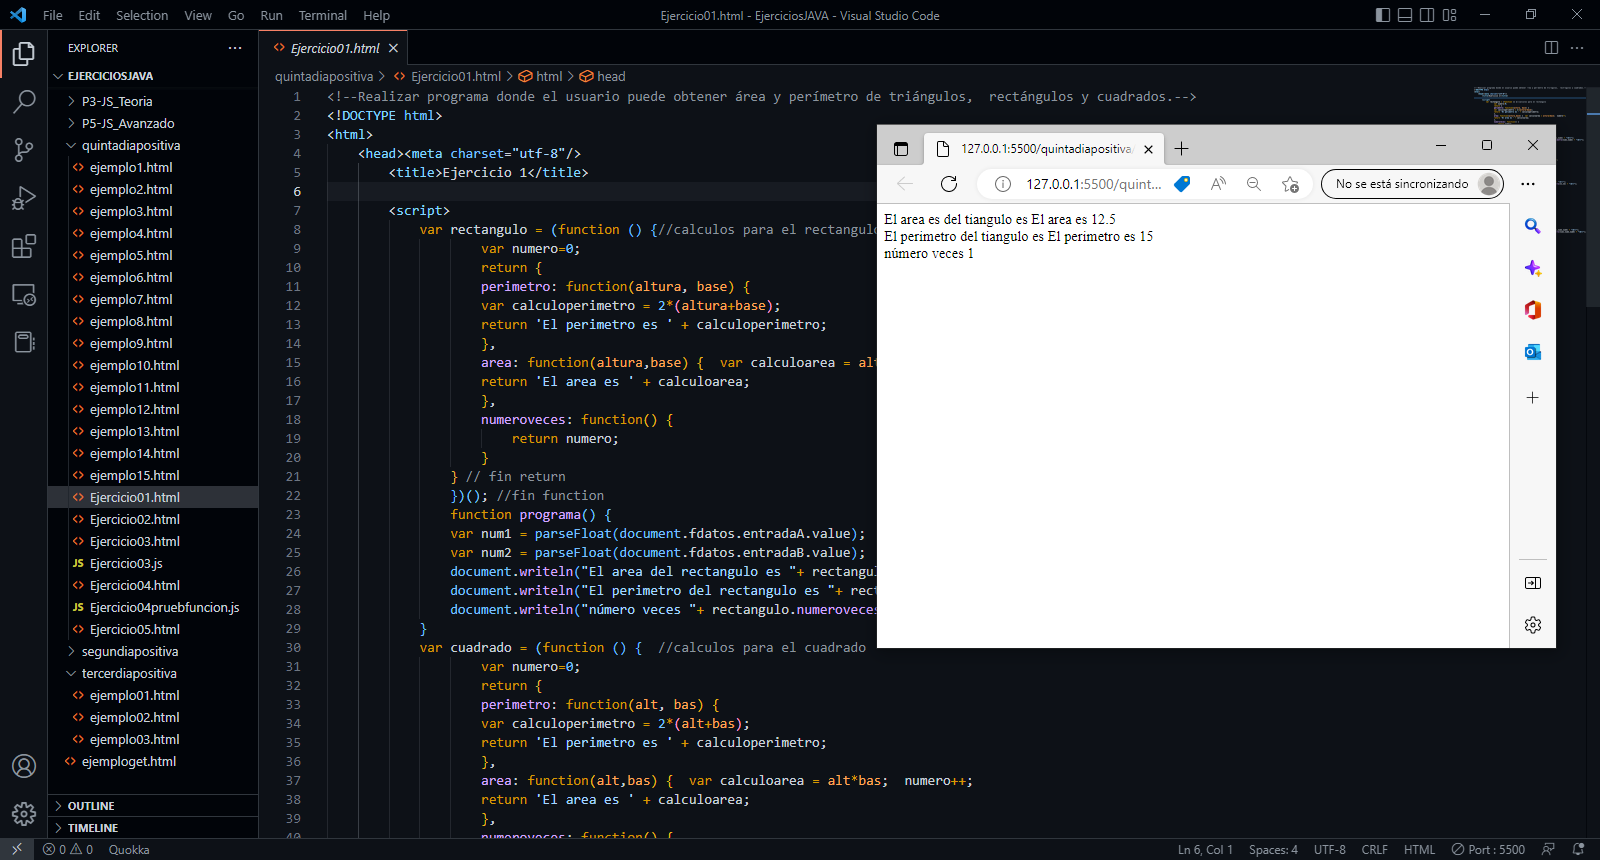 File Edit Selection View Go Run Terminal Help
Ejercicio01.html - EjerciciosJAVA - Visual Studio Code
EXPLORER
EJERCICIOSJAVA
P3-JS_Teoria
P5-JS_Avanzado
quintadiapositiva
ejemplo1.html
ejemplo2.html
ejemplo3.html
ejemplo4.html
ejemplo5.html
ejemplo6.html
ejemplo7.html
ejemplo8.html
ejemplo9.html
ejemplo10.html
ejemplo11.html
ejemplo12.html
ejemplo13.html
ejemplo14.html
ejemplo15.html
Ejercicio01.html
Ejercicio02.html
Ejercicio03.html
JS Ejercicio03.js
Ejercicio04.html
JS Ejercicio04pruebfuncion.js
Ejercicio05.html
segundiapositiva
tercerdiapositiva
ejemplo01.html
ejemplo02.html
ejemplo03.html
ejemploget.html
OUTLINE
TIMELINE
Ejercicio01.html
quintadiapositiva > Ejercicio01.html > html > head
1 <!--Realizar programa donde el usuario puede obtener área y perímetro de triángulos,  rectángulos y cuadrados.-->
2 <!DOCTYPE html>
3 <html>
4 <head><meta charset="utf-8"/>
5 <title>Ejercicio 1</title>
6
7 <script>
8 var rectangulo = (function () {//calculos para el rectangulo
9 var numero=0;
10 return {
11 perimetro: function(altura, base) {
12 var calculoperimetro = 2*(altura+base);
13 return 'El perimetro es ' + calculoperimetro;
14 },
15 area: function(altura,base) {  var calculoarea = alt
16 return 'El area es ' + calculoarea;
17 },
18 numeroveces: function() {
19 return numero;
20 }
21 } // fin return
22 })(); //fin function
23 function programa() {
24 var num1 = parseFloat(document.fdatos.entradaA.value);
25 var num2 = parseFloat(document.fdatos.entradaB.value);
26 document.writeln("El area del rectangulo es "+ rectangul
27 document.writeln("El perimetro del rectangulo es "+ rect
28 document.writeln("número veces "+ rectangulo.numeroveces
29 }
30 var cuadrado = (function () {  //calculos para el cuadrado
31 var numero=0;
32 return {
33 perimetro: function(alt, bas) {
34 var calculoperimetro = 2*(alt+bas);
35 return 'El perimetro es ' + calculoperimetro;
36 },
37 area: function(alt,bas) {  var calculoarea = alt*bas;  numero++;
38 return 'El area es ' + calculoarea;
39 },
40 numeroveces: function() {
127.0.0.1:5500/quintadiapositiva
127.0.0.1:5500/quint...
No se está sincronizando
El area es del tiangulo es El area es 12.5
El perimetro del tiangulo es El perimetro es 15
número veces 1
0 0 Quokka
Ln 6, Col 1 Spaces: 4 UTF-8 CRLF HTML Port : 5500